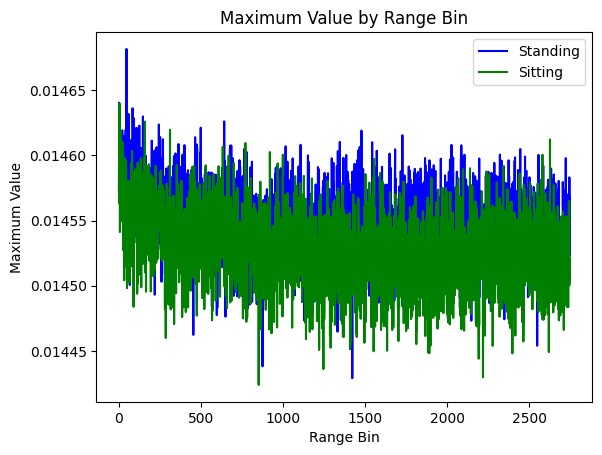 Maximum Value by Range Bin
Standing
Sitting
Maximum Value
0.01465
0.01460
0.01455
0.01450
0.01445
0 500 1000 1500 2000 2500
Range Bin